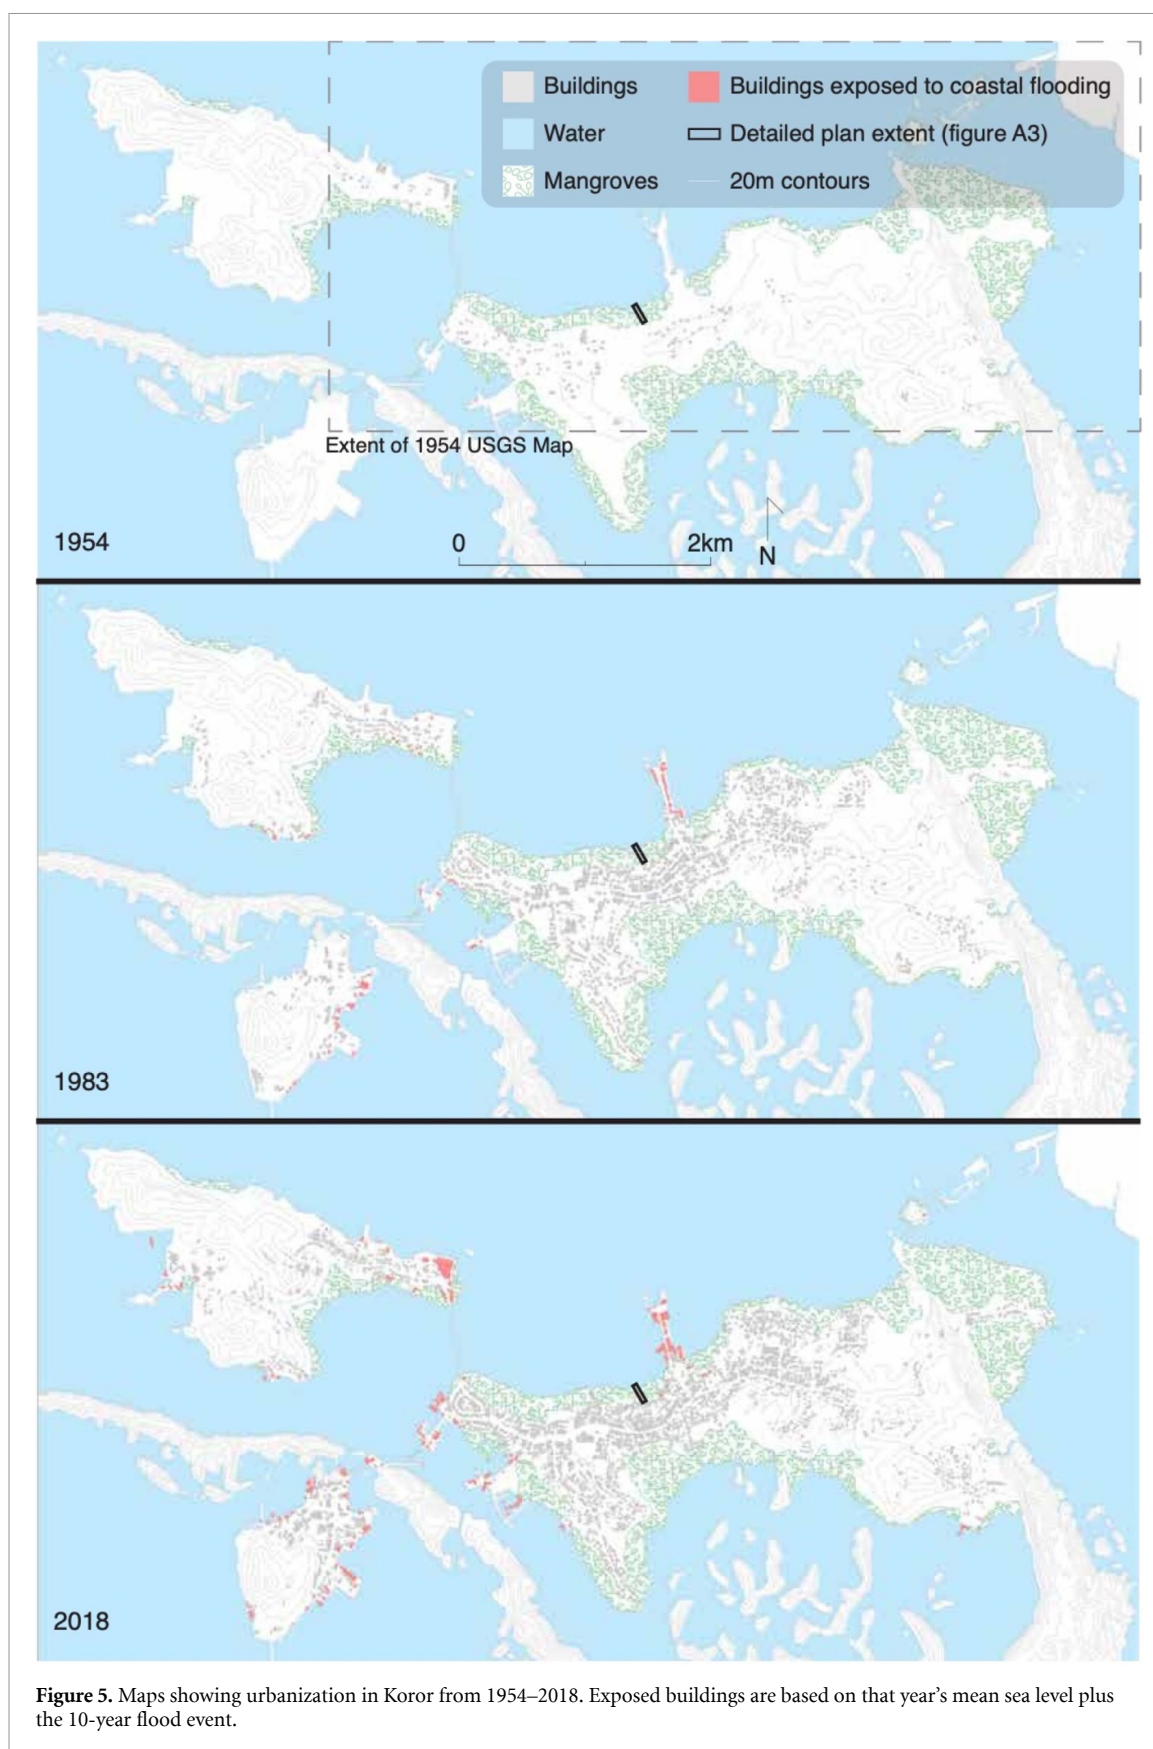 Buildings
Buildings exposed to coastal flooding
Water
Detailed plan extent (figure A3)
Mangroves
20m contours
Extent of 1954 USGS Map
1954
0
2km
N
1983
2018
Figure 5. Maps showing urbanization in Koror from 1954–2018. Exposed buildings are based on that year’s mean sea level plus
the 10-year flood event.